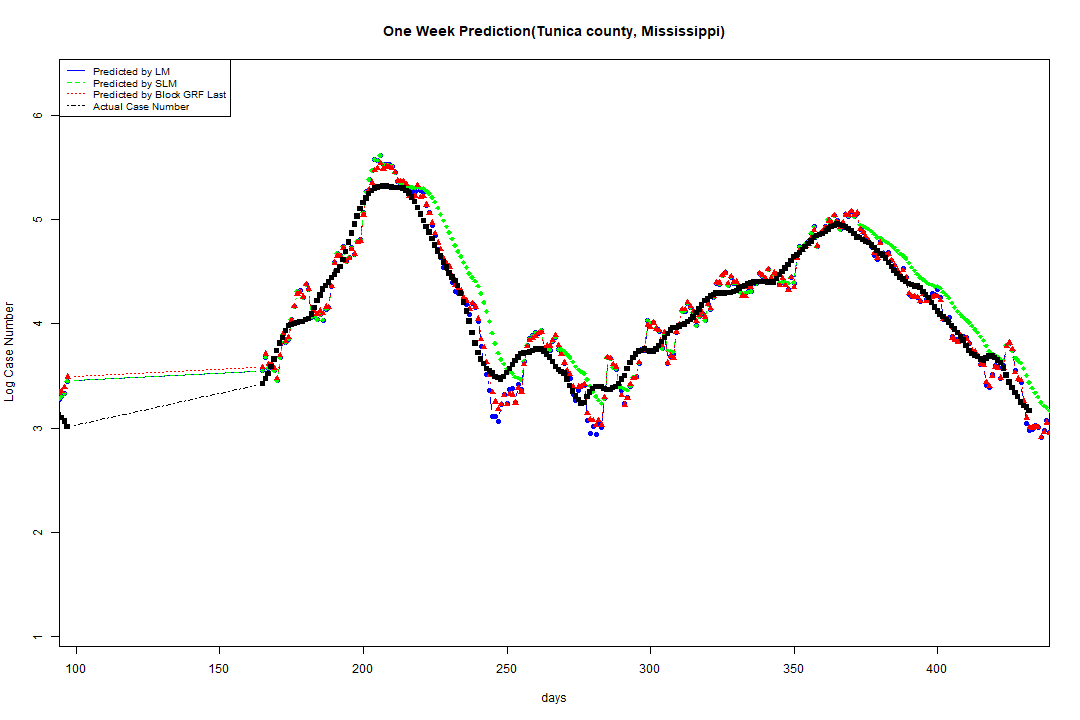 One Week Prediction(Tunica county, Mississippi)
Predicted by LM
Predicted by SLM
Predicted by Block GRF Last
Actual Case Number
6
5
4
3
2
1
Log Case Number
100 150 200 250 300 350 400
days